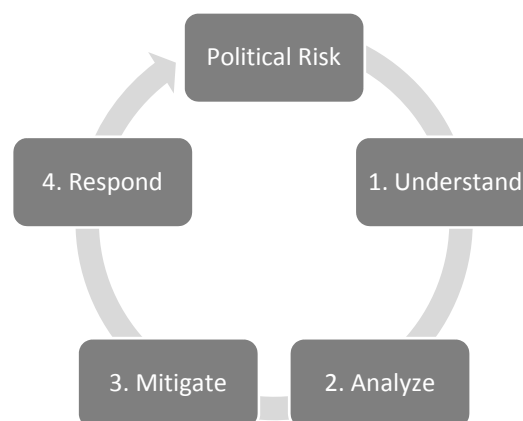 Political Risk
1. Understand
2. Analyze
3. Mitigate
4. Respond